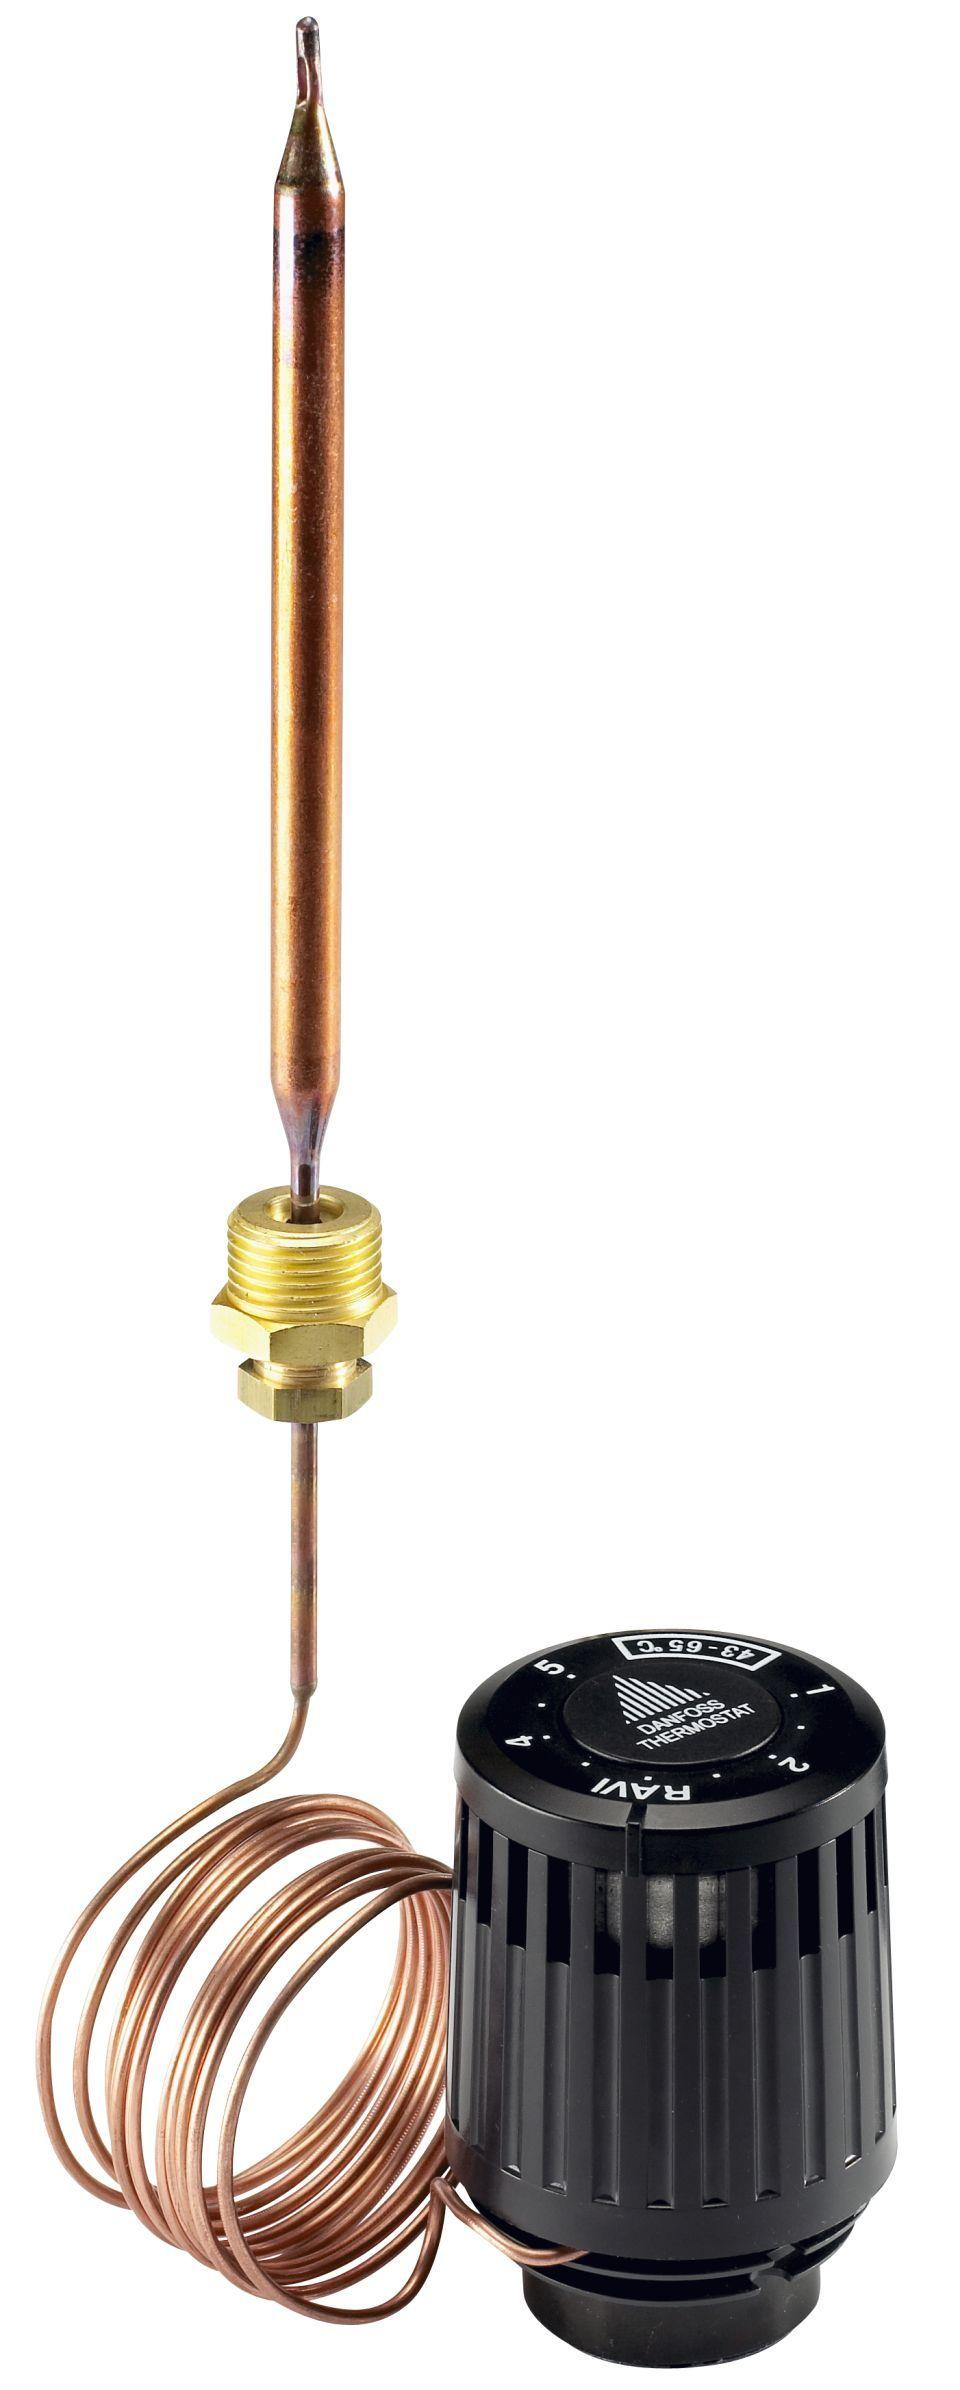 43-65 °C
DANFOSS
THERMOSTAT
1
2
RAVI
4
5